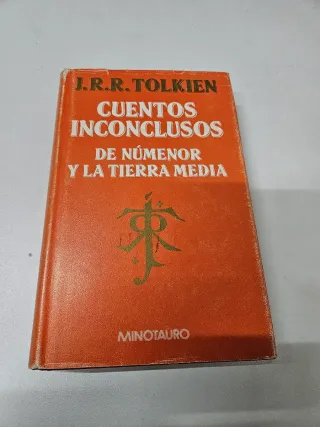 J.R.R. TOLKIEN
CUENTOS
INCONCLUSOS
DE NÚMENOR
Y LA TIERRA MEDIA
MINOTAURO